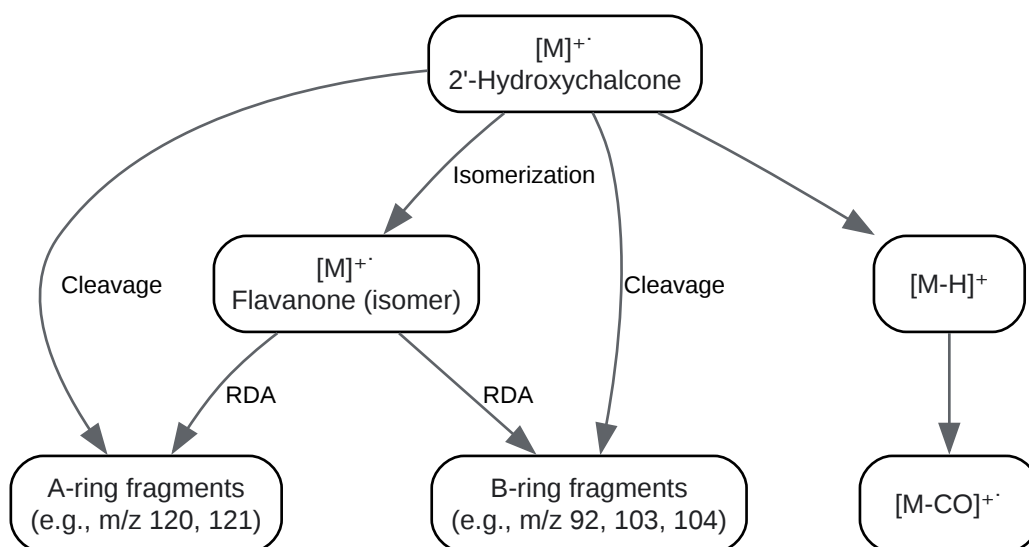 [M]⁺˙
2'-Hydroxychalcone
Isomerization
Cleavage
[M]⁺˙
Flavanone (isomer)
Cleavage
[M-H]⁺
RDA
RDA
A-ring fragments
(e.g., m/z 120, 121)
B-ring fragments
(e.g., m/z 92, 103, 104)
[M-CO]⁺˙